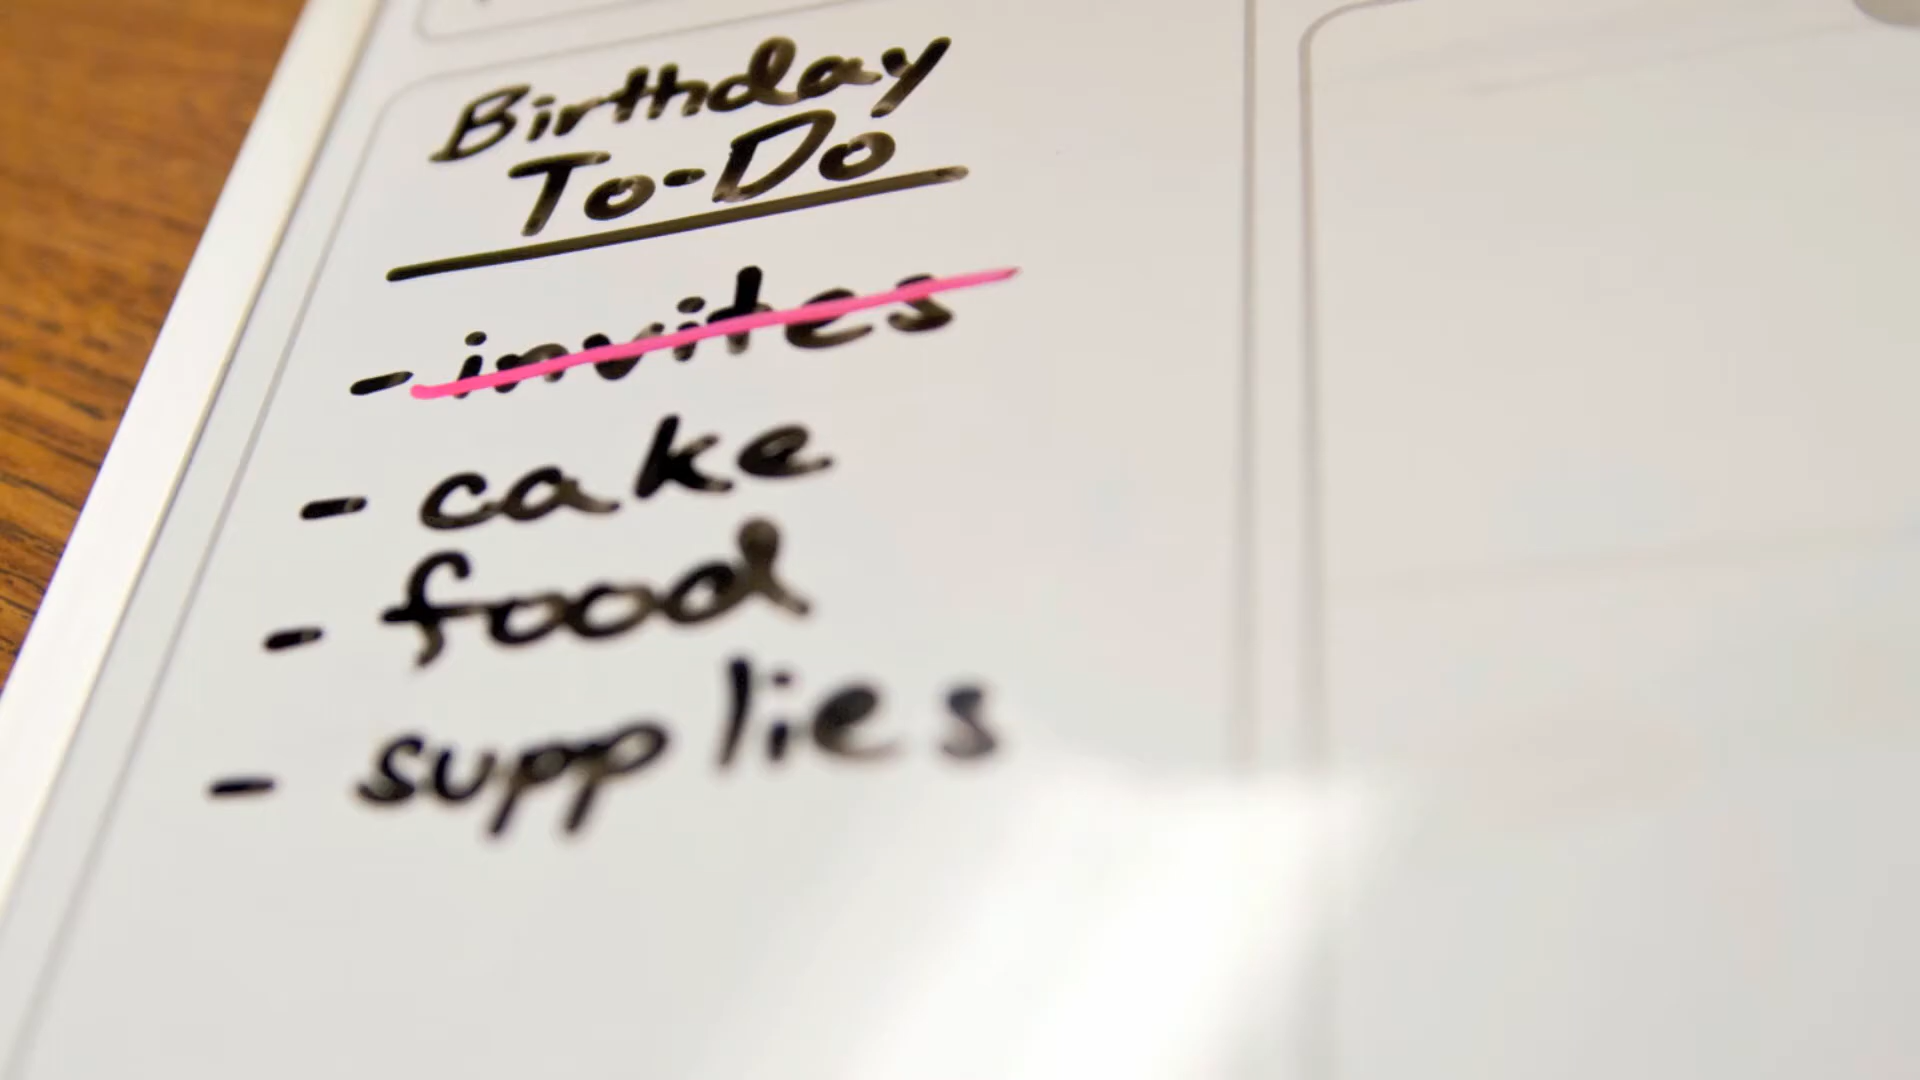 Birthday
To-Do
- invites
- cake
- food
- supplies